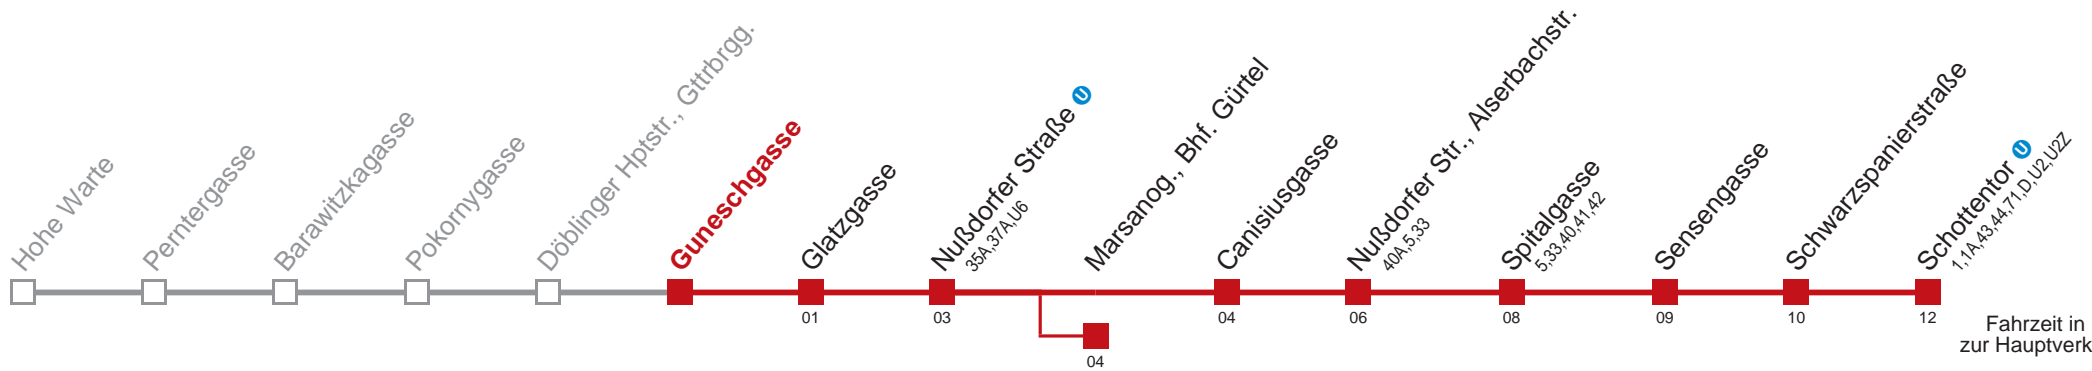 Hohe Warte
Perntergasse
Barawitzkagasse
Pokornygasse
Döblinger Hptstr., Gttrbrgg.
Guneschgasse
Glatzgasse
01
Nußdorfer Straße U
35A,37A,U6
03
Marsanog., Bhf. Gürtel
04
Canisiusgasse
04
Nußdorfer Str., Alserbachstr.
40A,5,33
06
Spitalgasse
5,33,40,41,42
08
Sensengasse
09
Schwarzspanierstraße
10
Schottentor U
1,1A,43,44,71,D,U2,U2Z
12
Fahrzeit in
zur Hauptverk